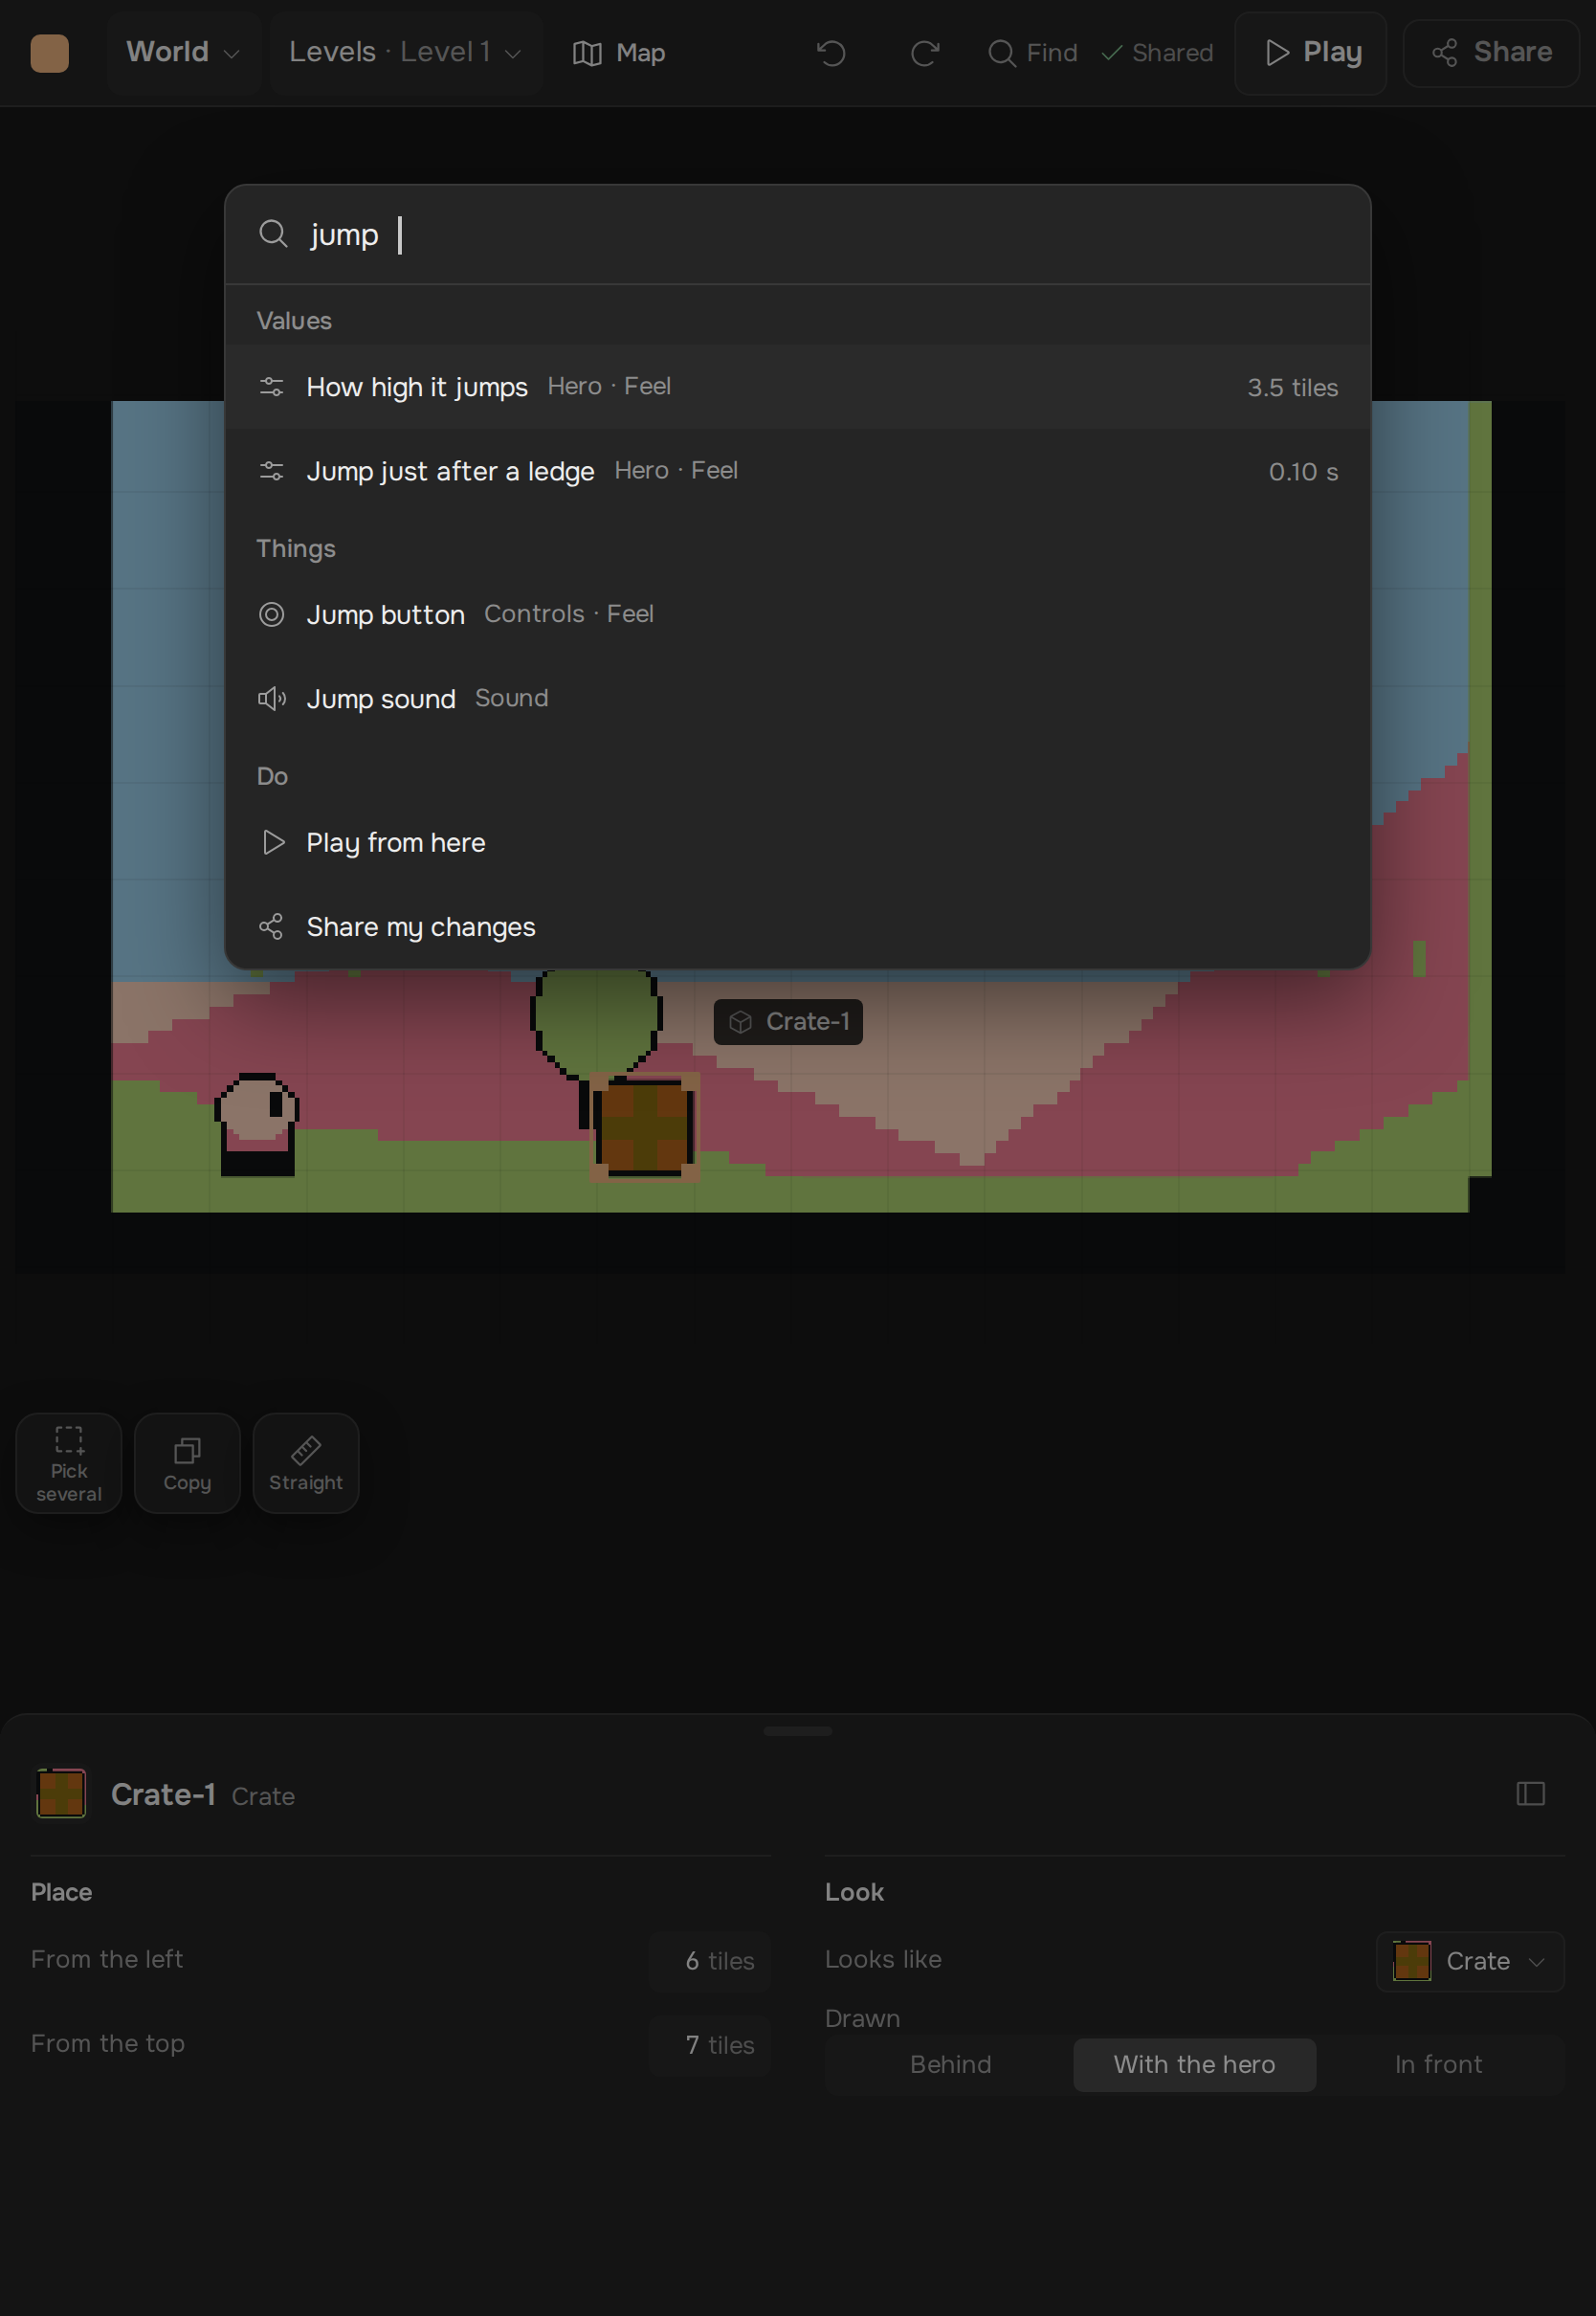 World
Levels · Level 1
Map
Find
Shared
Play
Share
jump
Values
How high it jumps Hero · Feel 3.5 tiles
Jump just after a ledge Hero · Feel 0.10 s
Things
Jump button Controls · Feel
Jump sound Sound
Do
Play from here
Share my changes
Crate-1
Pick
several
Copy
Straight
Crate-1 Crate
Place
From the left 6 tiles
From the top 7 tiles
Look
Looks like Crate
Drawn
Behind With the hero In front